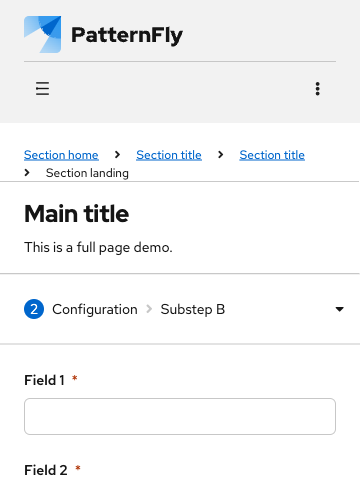 PatternFly
Section home > Section title > Section title
> Section landing
Main title
This is a full page demo.
2 Configuration > Substep B
Field 1 *
Field 2 *